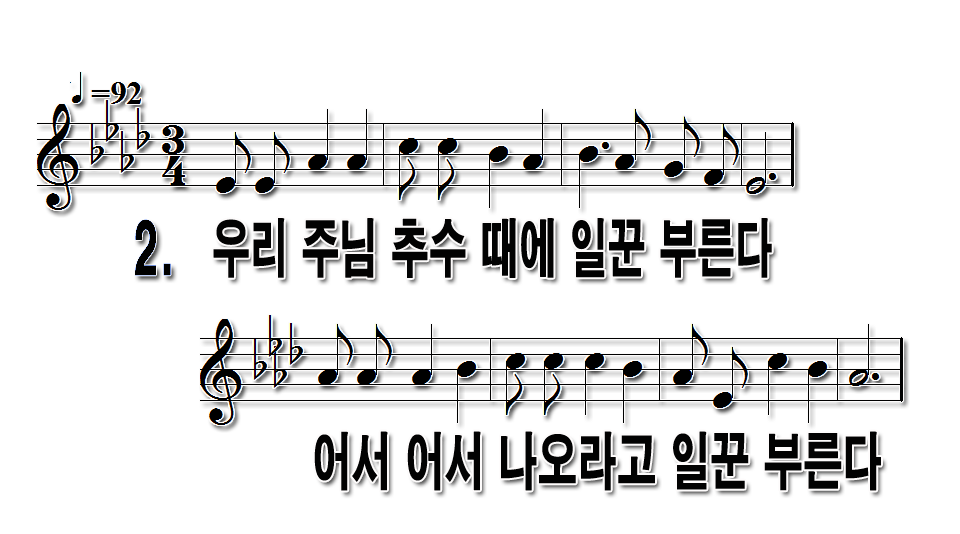 ♩=92
3
4
2. 우리 주님 추수 때에 일꾼 부른다
어서 어서 나오라고 일꾼 부른다